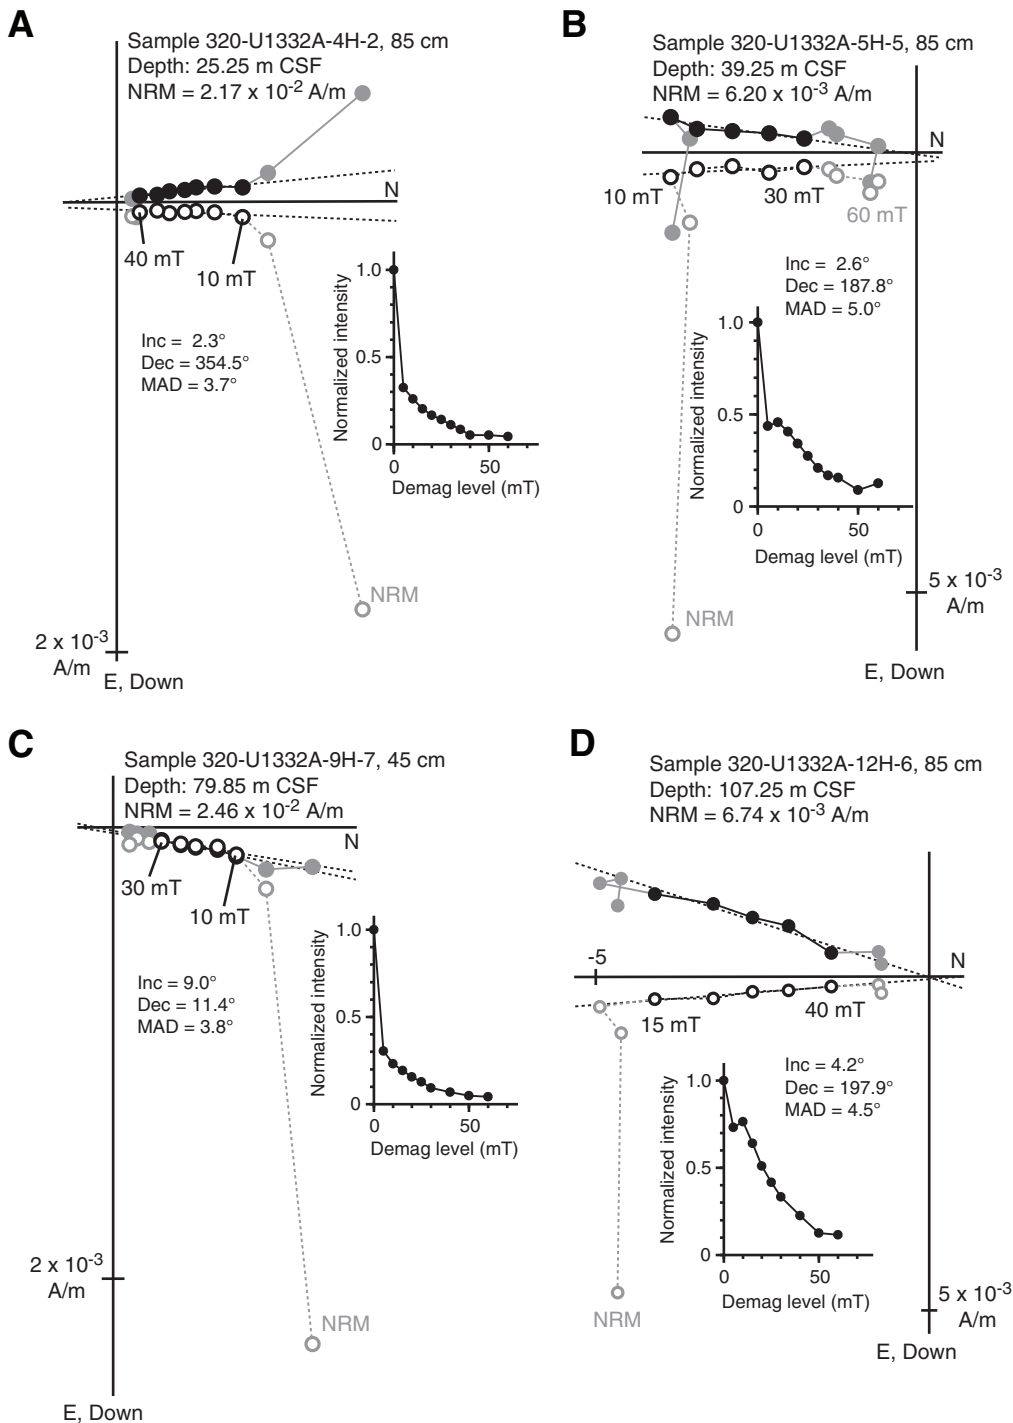 A
Sample 320-U1332A-4H-2, 85 cm
Depth: 25.25 m CSF
NRM = 2.17 x 10-2 A/m
N
40 mT
10 mT
Inc = 2.3°
Dec = 354.5°
MAD = 3.7°
Normalized intensity
1.0
0.5
0
0
50
Demag level (mT)
NRM
2 x 10-3
A/m
E, Down
B
Sample 320-U1332A-5H-5, 85 cm
Depth: 39.25 m CSF
NRM = 6.20 x 10-3 A/m
N
10 mT
30 mT
60 mT
Inc = 2.6°
Dec = 187.8°
MAD = 5.0°
Normalized intensity
1.0
0.5
0
0
50
Demag level (mT)
NRM
5 x 10-3
A/m
E, Down
C
Sample 320-U1332A-9H-7, 45 cm
Depth: 79.85 m CSF
NRM = 2.46 x 10-2 A/m
N
30 mT
10 mT
Inc = 9.0°
Dec = 11.4°
MAD = 3.8°
Normalized intensity
1.0
0.5
0
0
50
Demag level (mT)
2 x 10-3
A/m
NRM
E, Down
D
Sample 320-U1332A-12H-6, 85 cm
Depth: 107.25 m CSF
NRM = 6.74 x 10-3 A/m
-5
N
15 mT
40 mT
Inc = 4.2°
Dec = 197.9°
MAD = 4.5°
Normalized intensity
1.0
0.5
0
0
50
Demag level (mT)
NRM
5 x 10-3
A/m
E, Down